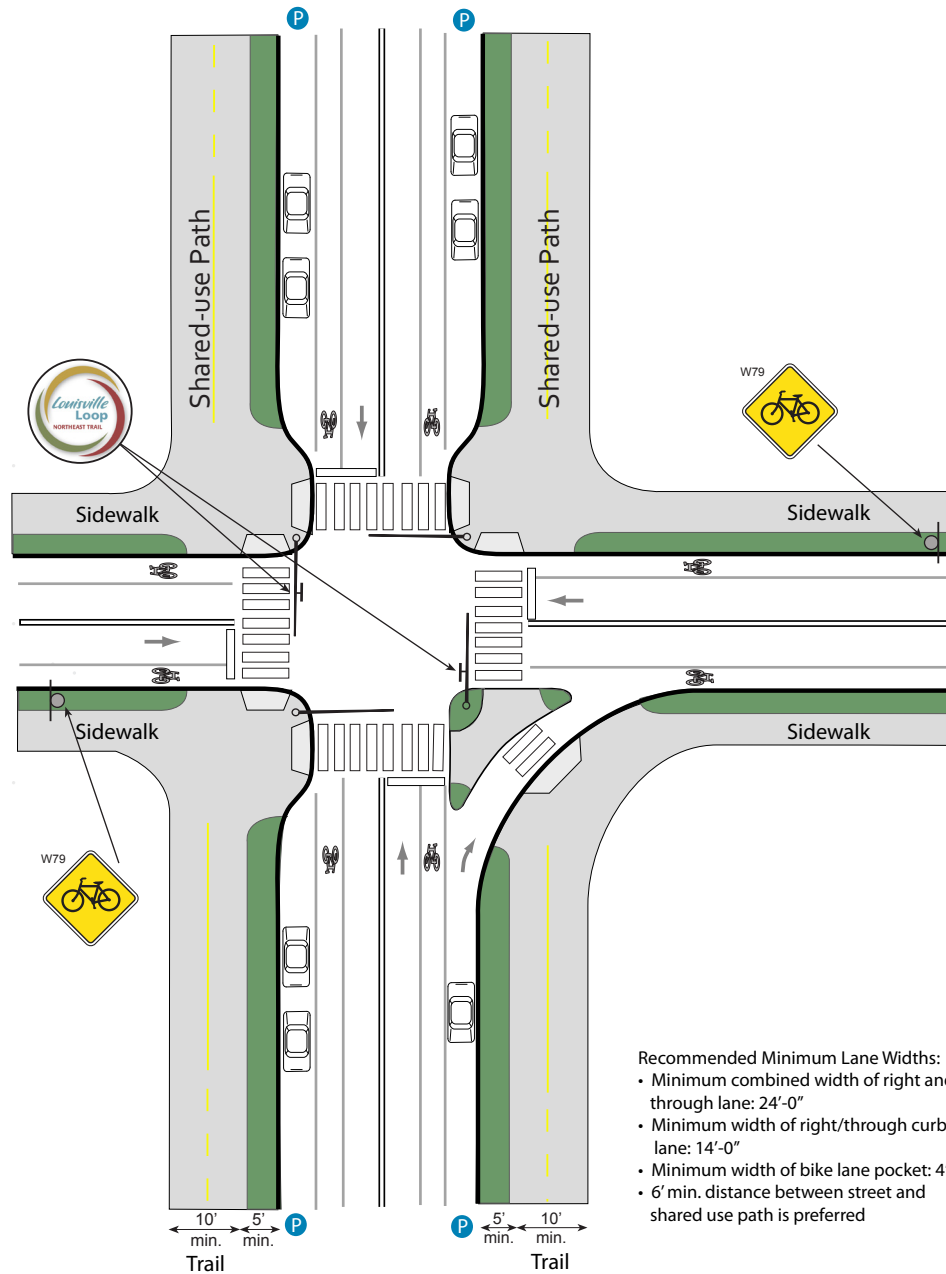 P
P
Shared-use Path
Shared-use Path
Louisville
Loop
NORTHEAST TRAIL
W79
Sidewalk
Sidewalk
Sidewalk
Sidewalk
W79
Recommended Minimum Lane Widths:
• Minimum combined width of right and
through lane: 24'-0"
• Minimum width of right/through curb
lane: 14'-0"
• Minimum width of bike lane pocket: 4'
• 6' min. distance between street and
shared use path is preferred
10' 5'
min. min.
Trail
P
P
5' 10'
min. min.
Trail